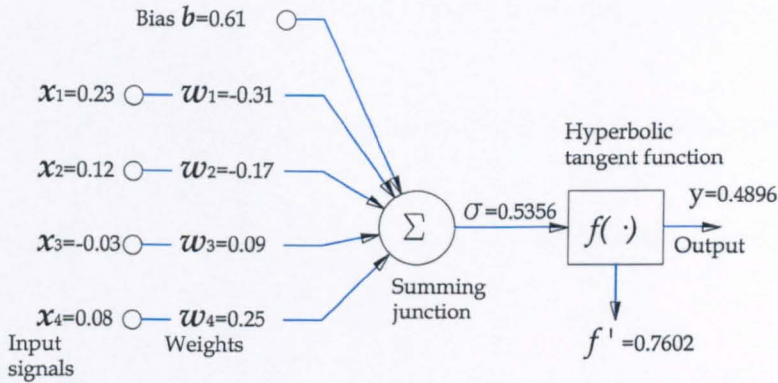 Bias b=0.61
x1=0.23 w1=-0.31
x2=0.12 w2=-0.17
x3=-0.03 w3=0.09
x4=0.08 w4=0.25
Input
signals
Weights
Σ
Summing
junction
σ=0.5356
Hyperbolic
tangent function
f( · )
y=0.4896
Output
f '=0.7602